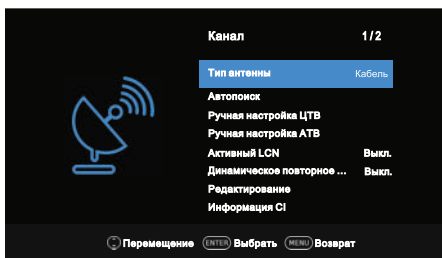 Канал 1/2
Тип антенны Кабель
Автопоиск
Ручная настройка ЦТВ
Ручная настройка АТВ
Активный LCN Выкл.
Динамическое повторное ... Выкл.
Редактирование
Информация CI
Перемещение ENTER Выбрать MENU Возврат